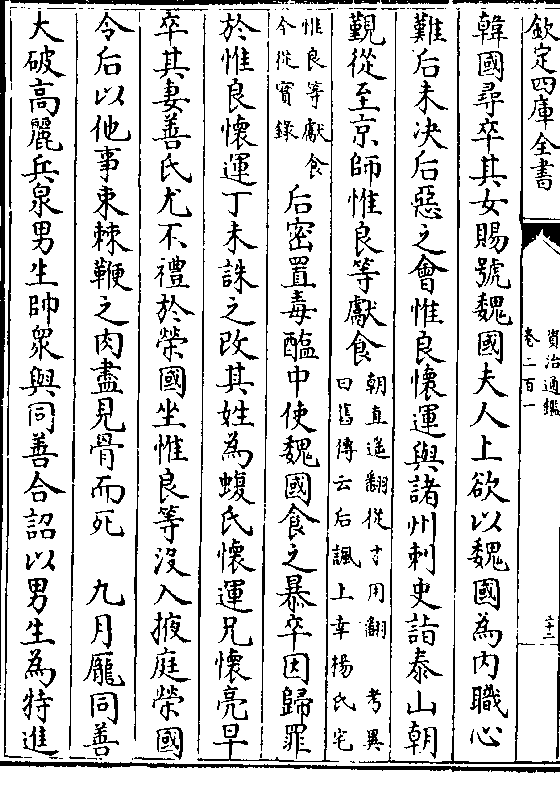 欽定四庫全書
資治通鑑
卷二百一
二十三
韓國尋卒其女賜號魏國夫人上欲以魏國為内職心
難后未決后惡之會惟良懷運與諸州刺史詣泰山朝
覲從至京師惟良等獻食朝直遥翻從才用翻 考異
曰舊傳云后諷上幸楊氏宅
惟良等獻食
今從實録后密置毒醢中使魏國食之暴卒因歸罪
於惟良懷運丁未誅之改其姓為蝮氏懷運兄懷亮早
卒其妻善氏尤不禮於榮國坐惟良等沒入掖庭榮國
令后以他事束棘鞭之肉盡見骨而死 九月龐同善
大破高麗兵泉男生帥衆與同善合詔以男生為特進